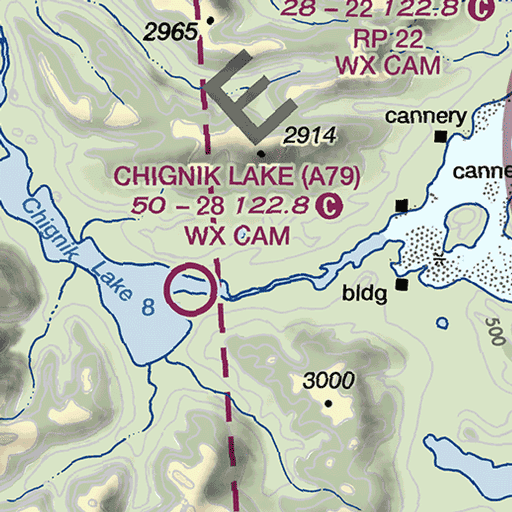 28 - 22 122.8 C
2965
RP 22
WX CAM
E
cannery
2914
canne
CHIGNIK LAKE (A79)
50 - 28 122.8 C
WX CAM
Chignik Lake 8
bldg
500
3000